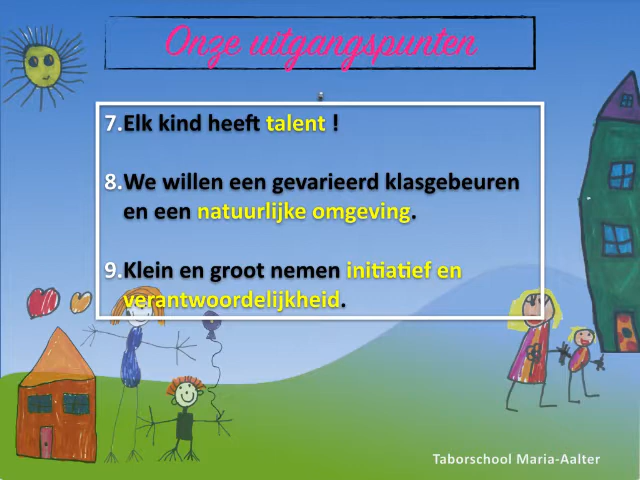 Onze uitgangspunten
:
7.Elk kind heeft talent !
8.We willen een gevarieerd klasgebeuren
en een natuurlijke omgeving.
9.Klein en groot nemen initiatief en
verantwoordelijkheid.
Taborschool Maria-Aalter